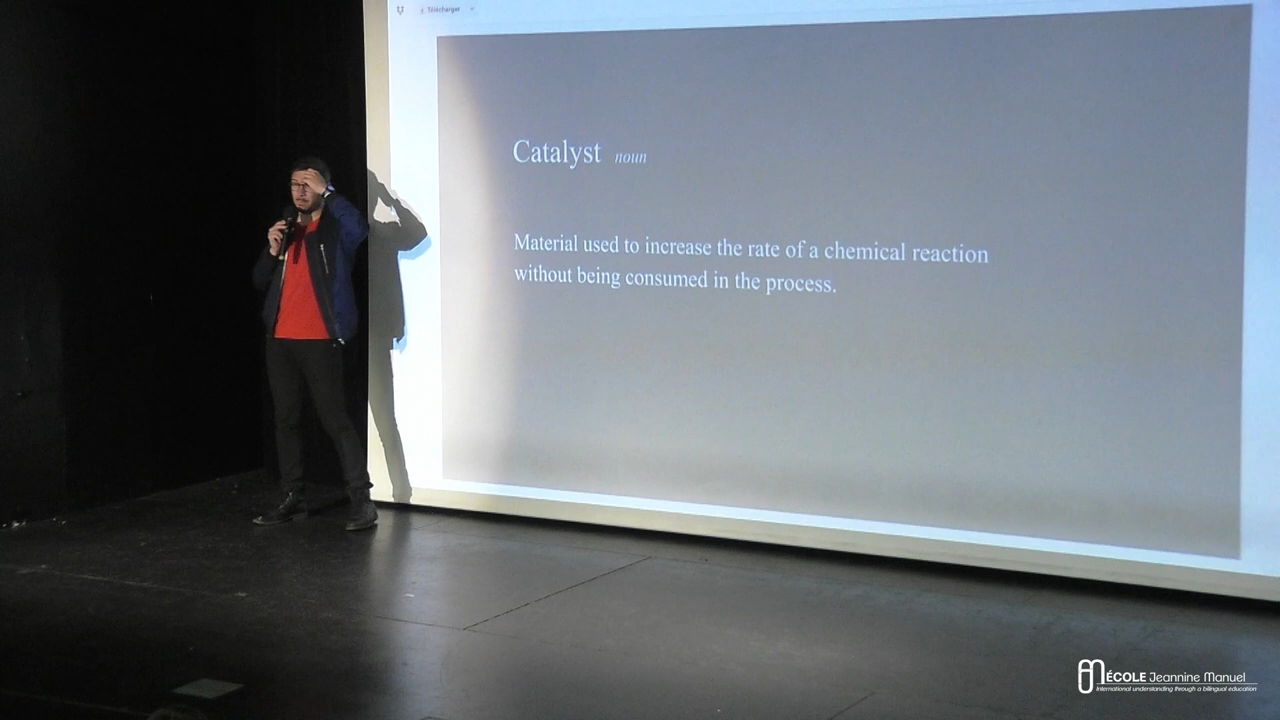 Télécharger
Catalyst noun
Material used to increase the rate of a chemical reaction
without being consumed in the process.
ÉCOLE Jeannine Manuel
International understanding through a bilingual education